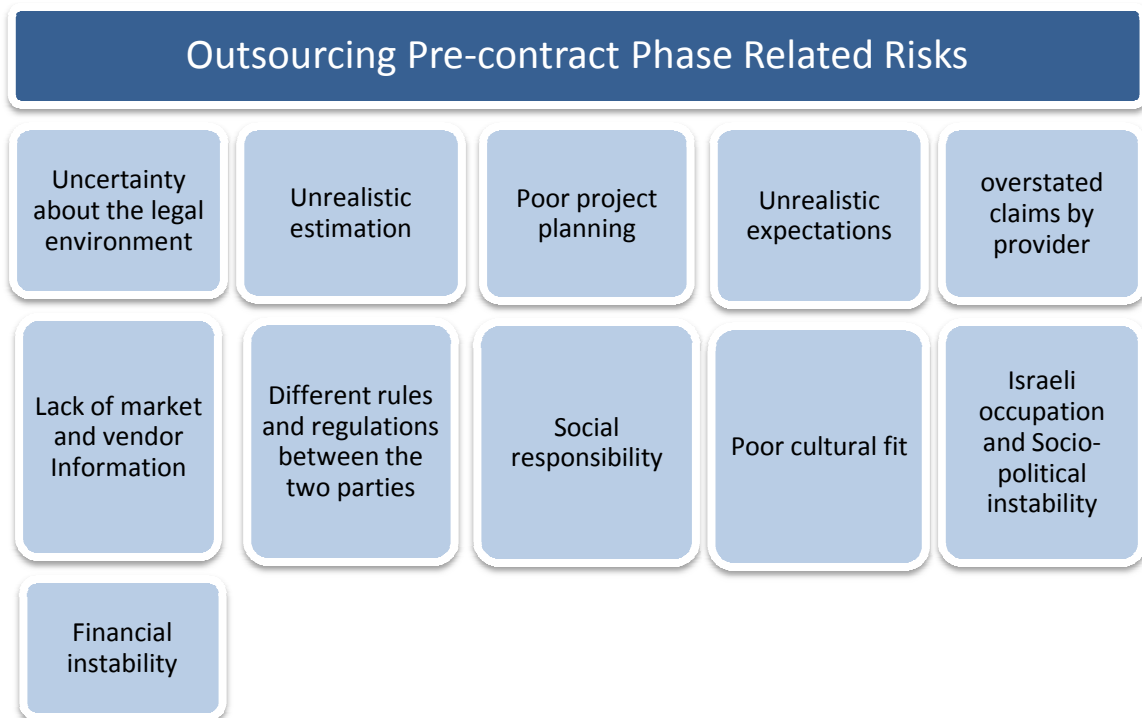 Outsourcing Pre-contract Phase Related Risks
Uncertainty
about the legal
environment
Unrealistic
estimation
Poor project
planning
Unrealistic
expectations
overstated
claims by
provider
Lack of market
and vendor
Information
Different rules
and regulations
between the
two parties
Social
responsibility
Poor cultural fit
Israeli
occupation
and Socio-
political
instability
Financial
instability